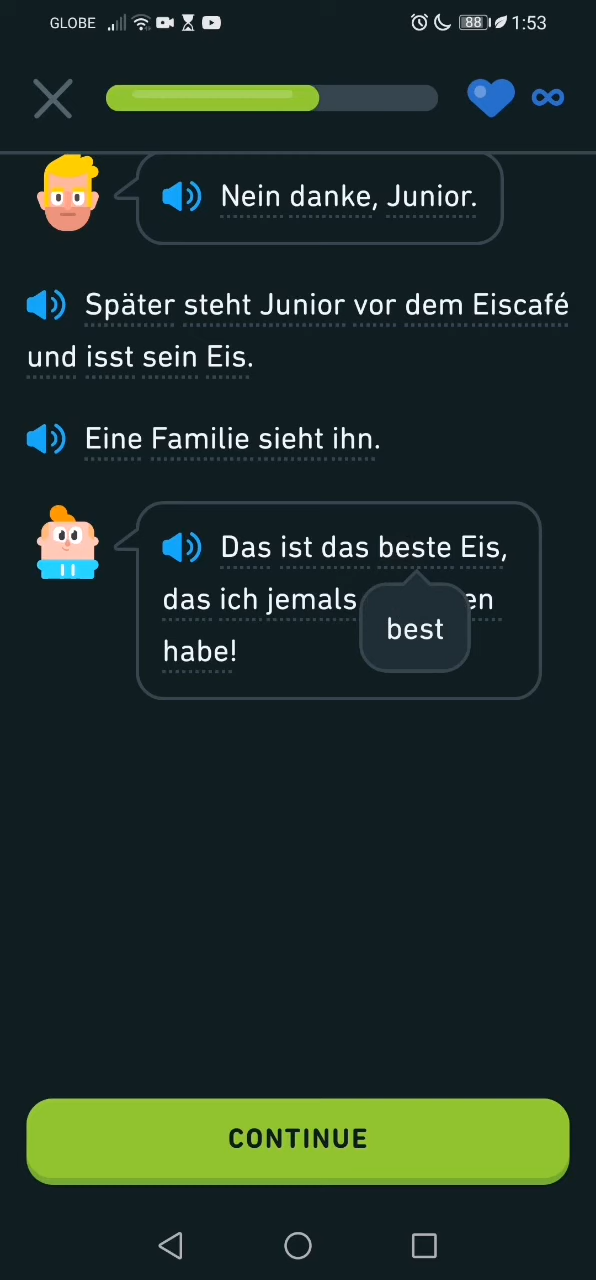 GLOBE 88 1:53
Nein danke, Junior.
Später steht Junior vor dem Eiscafé
und isst sein Eis.
Eine Familie sieht ihn.
Das ist das beste Eis,
das ich jemals en
best
habe!
CONTINUE